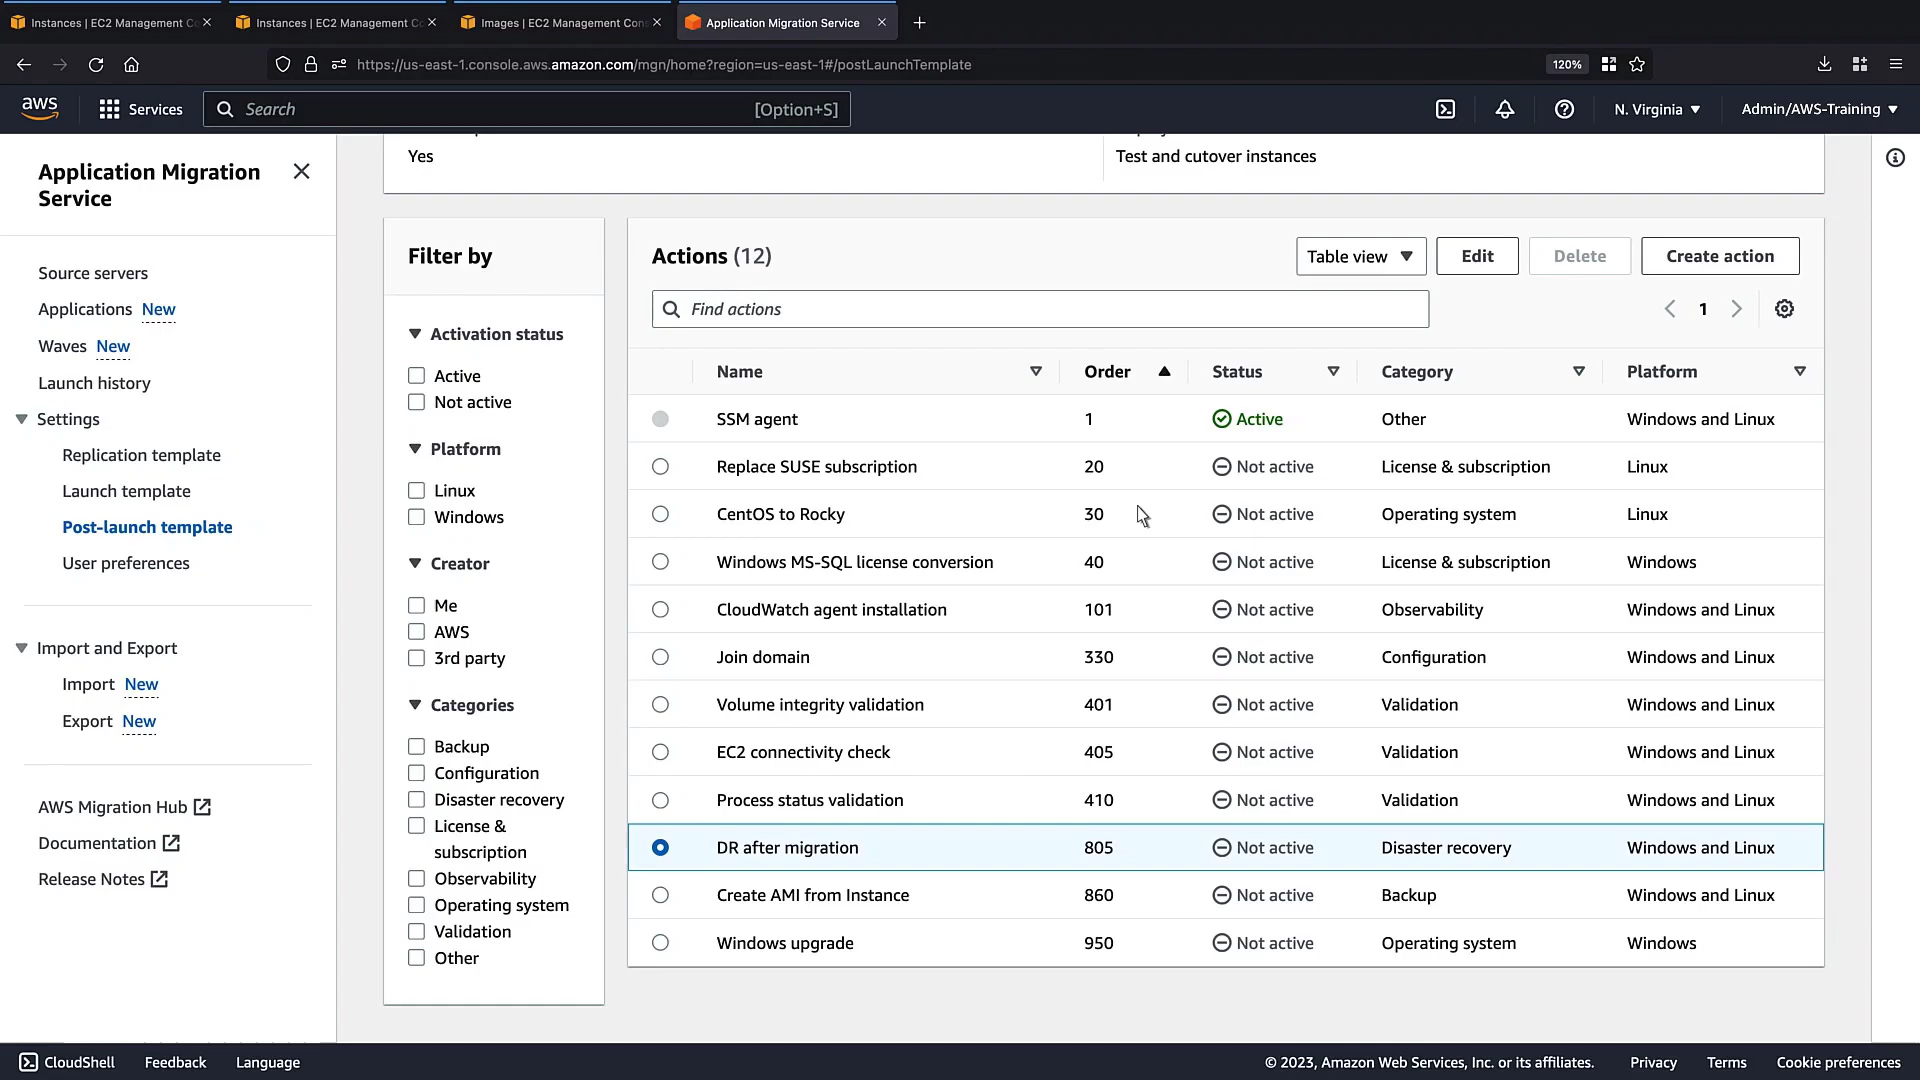 Instances | EC2 Management Co
Instances | EC2 Management Co
Images | EC2 Management Cons
Application Migration Service
https://us-east-1.console.aws.amazon.com/mgn/home?region=us-east-1#/postLaunchTemplate
120%
aws
Services
Search
[Option+S]
N. Virginia
Admin/AWS-Training
Application Migration
Service
Source servers
Applications New
Waves New
Launch history
Settings
Replication template
Launch template
Post-launch template
User preferences
Import and Export
Import New
Export New
AWS Migration Hub
Documentation
Release Notes
Yes
Test and cutover instances
Filter by
Activation status
Active
Not active
Platform
Linux
Windows
Creator
Me
AWS
3rd party
Categories
Backup
Configuration
Disaster recovery
License &
subscription
Observability
Operating system
Validation
Other
Actions (12)
Table view
Edit
Delete
Create action
Find actions
1
Name Order Status Category Platform
SSM agent 1 Active Other Windows and Linux
Replace SUSE subscription 20 Not active License & subscription Linux
CentOS to Rocky 30 Not active Operating system Linux
Windows MS-SQL license conversion 40 Not active License & subscription Windows
CloudWatch agent installation 101 Not active Observability Windows and Linux
Join domain 330 Not active Configuration Windows and Linux
Volume integrity validation 401 Not active Validation Windows and Linux
EC2 connectivity check 405 Not active Validation Windows and Linux
Process status validation 410 Not active Validation Windows and Linux
DR after migration 805 Not active Disaster recovery Windows and Linux
Create AMI from Instance 860 Not active Backup Windows and Linux
Windows upgrade 950 Not active Operating system Windows
CloudShell
Feedback
Language
© 2023, Amazon Web Services, Inc. or its affiliates.
Privacy
Terms
Cookie preferences